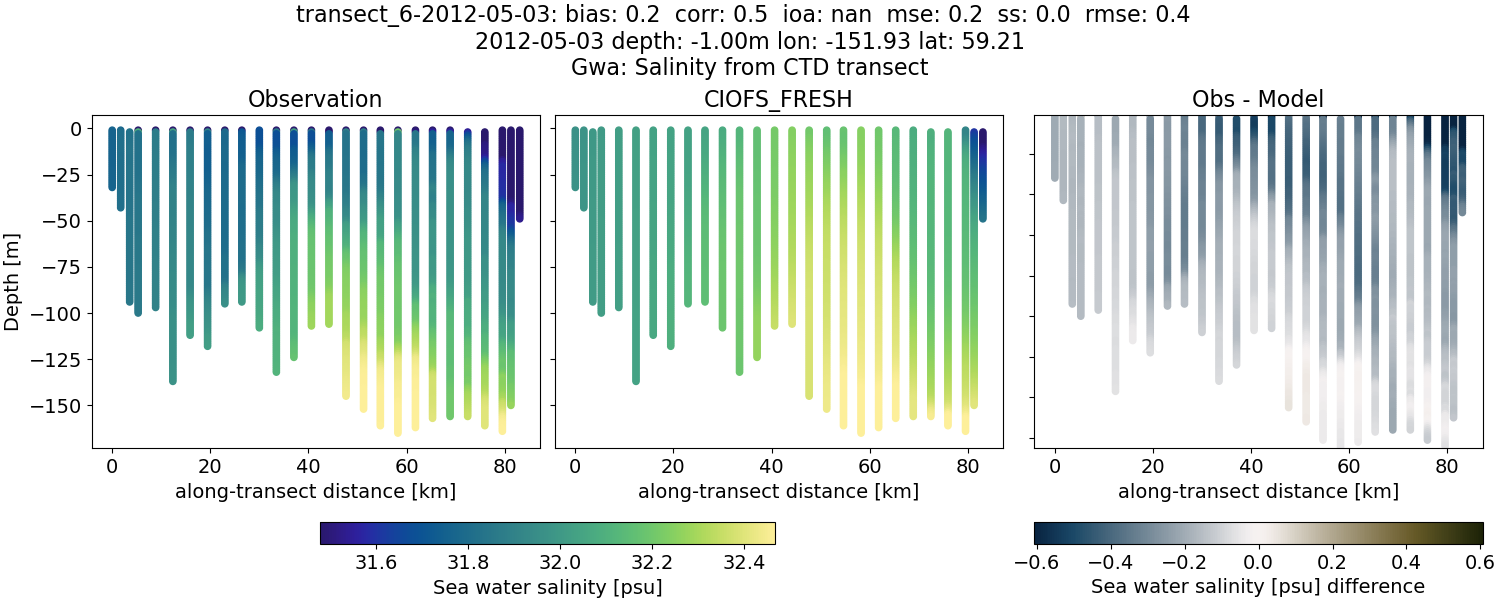 transect_6-2012-05-03: bias: 0.2  corr: 0.5  ioa: nan  mse: 0.2  ss: 0.0  rmse: 0.4
2012-05-03 depth: -1.00m lon: -151.93 lat: 59.21
Gwa: Salinity from CTD transect
Observation
CIOFS_FRESH
Obs - Model
Depth [m]
0
−25
−50
−75
−100
−125
−150
0 20 40 60 80
0 20 40 60 80
0 20 40 60 80
along-transect distance [km]
along-transect distance [km]
along-transect distance [km]
31.6 31.8 32.0 32.2 32.4
Sea water salinity [psu]
−0.6 −0.4 −0.2 0.0 0.2 0.4 0.6
Sea water salinity [psu] difference